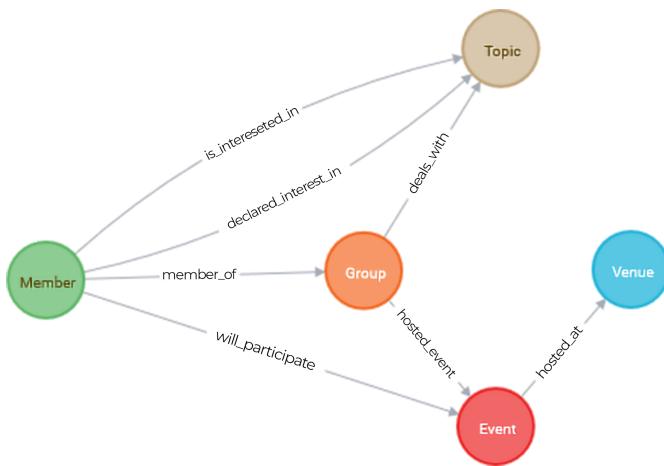 Topic
is_intereseted_in
deals_with
declared_interest_in
Member
member_of
Group
Venue
will_participate
hosted_event
hosted_at
Event